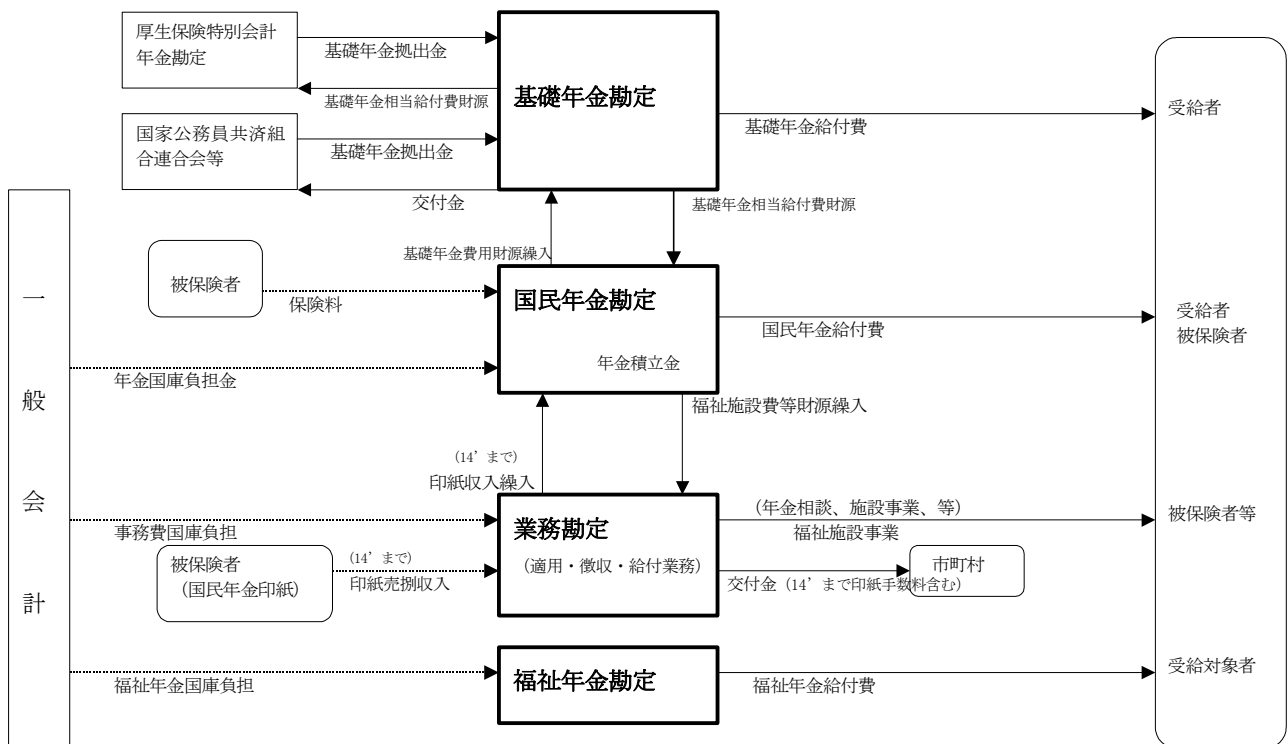 厚生保険特別会計
年金勘定
基礎年金拠出金
基礎年金相当給付費財源
国家公務員共済組
合連合会等
基礎年金拠出金
交付金
基礎年金勘定
基礎年金給付費
受給者
基礎年金費用財源繰入
基礎年金相当給付費財源
一般会計
被保険者
保険料
国民年金勘定
年金積立金
国民年金給付費
受給者
被保険者
年金国庫負担金
福祉施設費等財源繰入
(14’まで)
印紙収入繰入
事務費国庫負担
業務勘定
(適用・徴収・給付業務)
(年金相談、施設事業、等)
福祉施設事業
被保険者等
被保険者
(国民年金印紙)
(14’まで)
印紙売捌収入
交付金(14’まで印紙手数料含む)
市町村
福祉年金国庫負担
福祉年金勘定
福祉年金給付費
受給対象者